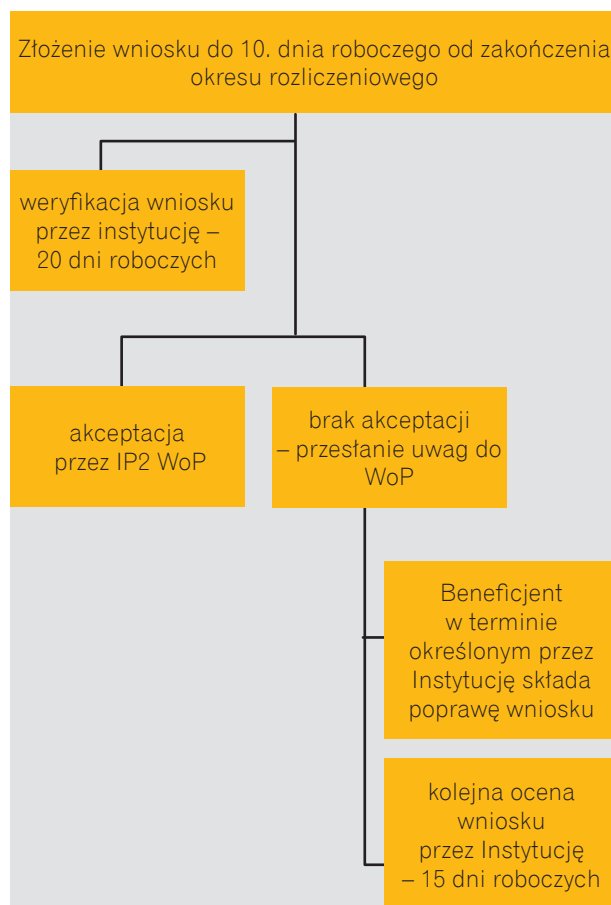 Złożenie wniosku do 10. dnia roboczego od zakończenia
okresu rozliczeniowego
weryfikacja wniosku
przez instytucję –
20 dni roboczych
akceptacja
przez IP2 WoP
brak akceptacji
– przesłanie uwag do
WoP
Beneficjent
w terminie
określonym przez
Instytucję składa
poprawę wniosku
kolejna ocena
wniosku
przez Instytucję
– 15 dni roboczych